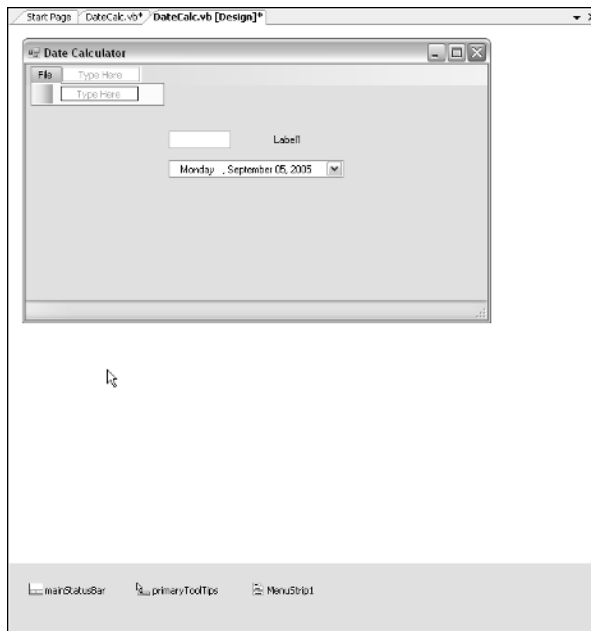 Start Page DateCalc.vb* DateCalc.vb [Design]*
Date Calculator
File Type Here
Type Here
Label1
Monday , September 05, 2005
mainStatusBar primaryToolTips MenuStrip1